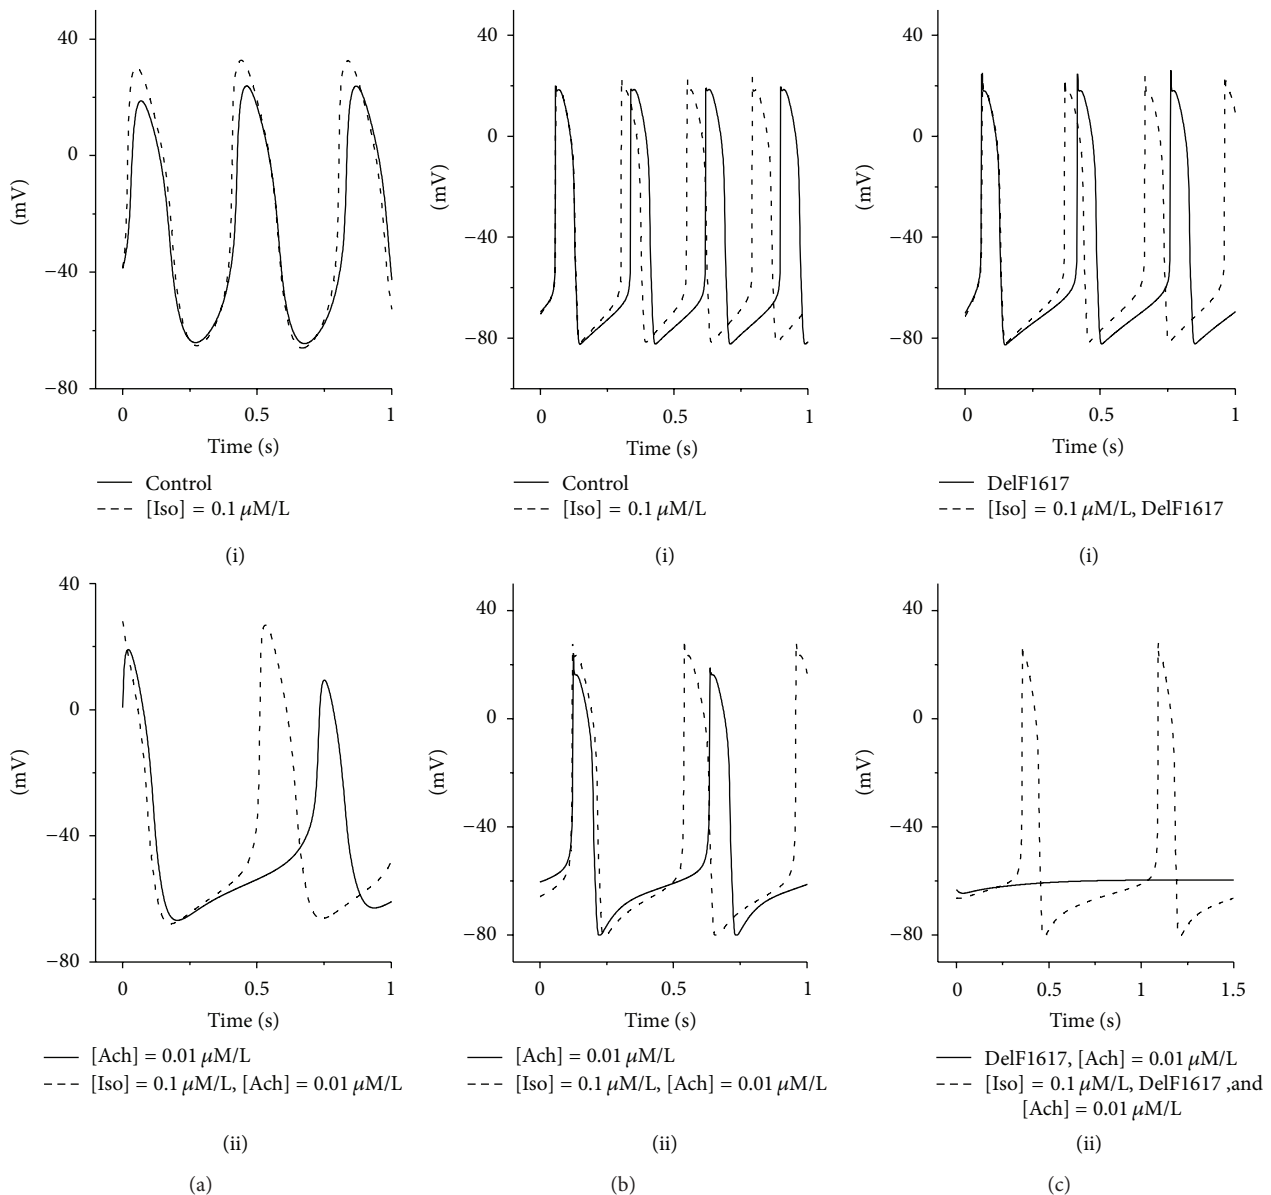 40
0
−40
−80
(mV)
0
0.5
1
Time (s)
Control
[Iso] = 0.1 μM/L
(i)
40
0
−40
−80
(mV)
0
0.5
1
Time (s)
Control
[Iso] = 0.1 μM/L
(i)
40
0
−40
−80
(mV)
0
0.5
1
Time (s)
DelF1617
[Iso] = 0.1 μM/L, DelF1617
(i)
40
0
−40
−80
(mV)
0
0.5
1
Time (s)
[Ach] = 0.01 μM/L
[Iso] = 0.1 μM/L, [Ach] = 0.01 μM/L
(ii)
(a)
40
0
−40
−80
(mV)
0
0.5
1
Time (s)
[Ach] = 0.01 μM/L
[Iso] = 0.1 μM/L, [Ach] = 0.01 μM/L
(ii)
(b)
40
0
−40
−80
(mV)
0
0.5
1
1.5
Time (s)
DelF1617, [Ach] = 0.01 μM/L
[Iso] = 0.1 μM/L, DelF1617 ,and
[Ach] = 0.01 μM/L
(ii)
(c)